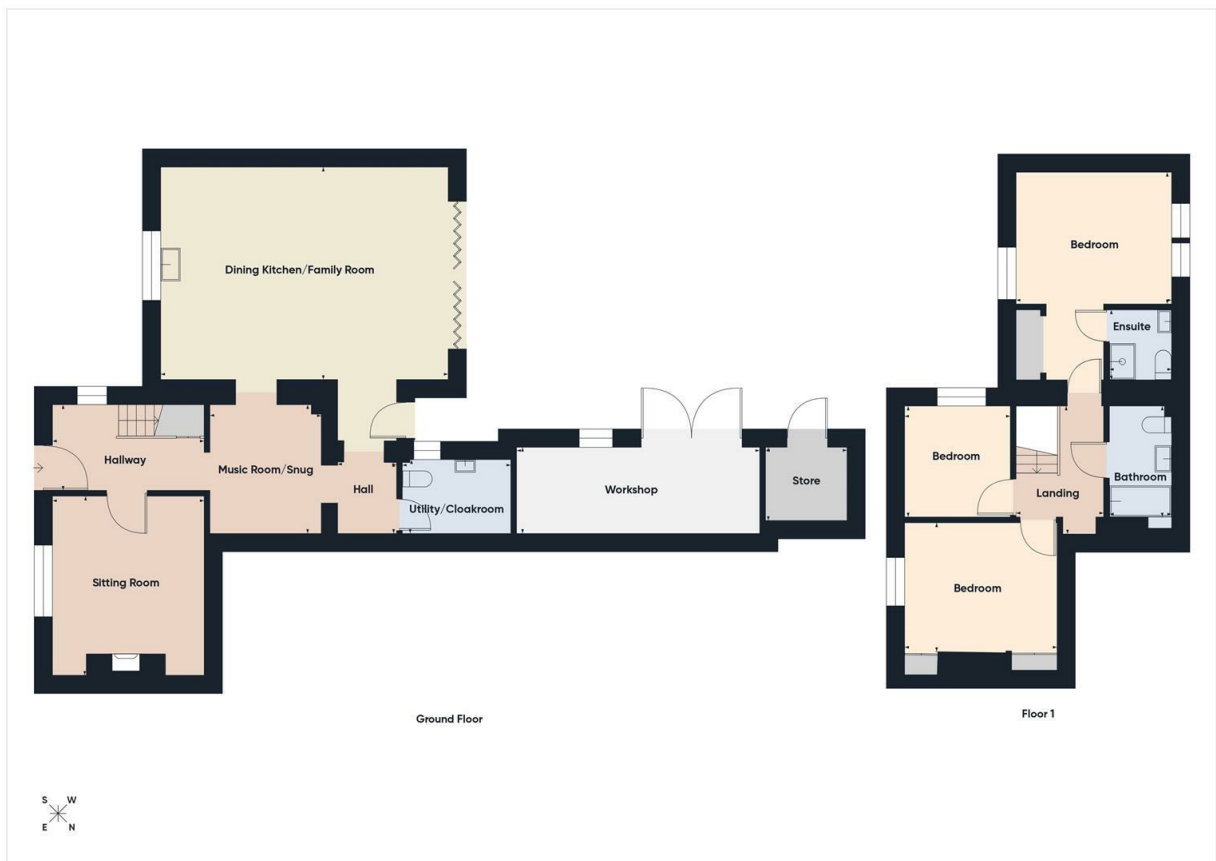 Dining Kitchen/Family Room
Hallway
Music Room/Snug
Hall
Utility/Cloakroom
Workshop
Store
Sitting Room
Ground Floor
Bedroom
Ensuite
Bedroom
Landing
Bathroom
Bedroom
Floor 1
S W
E N